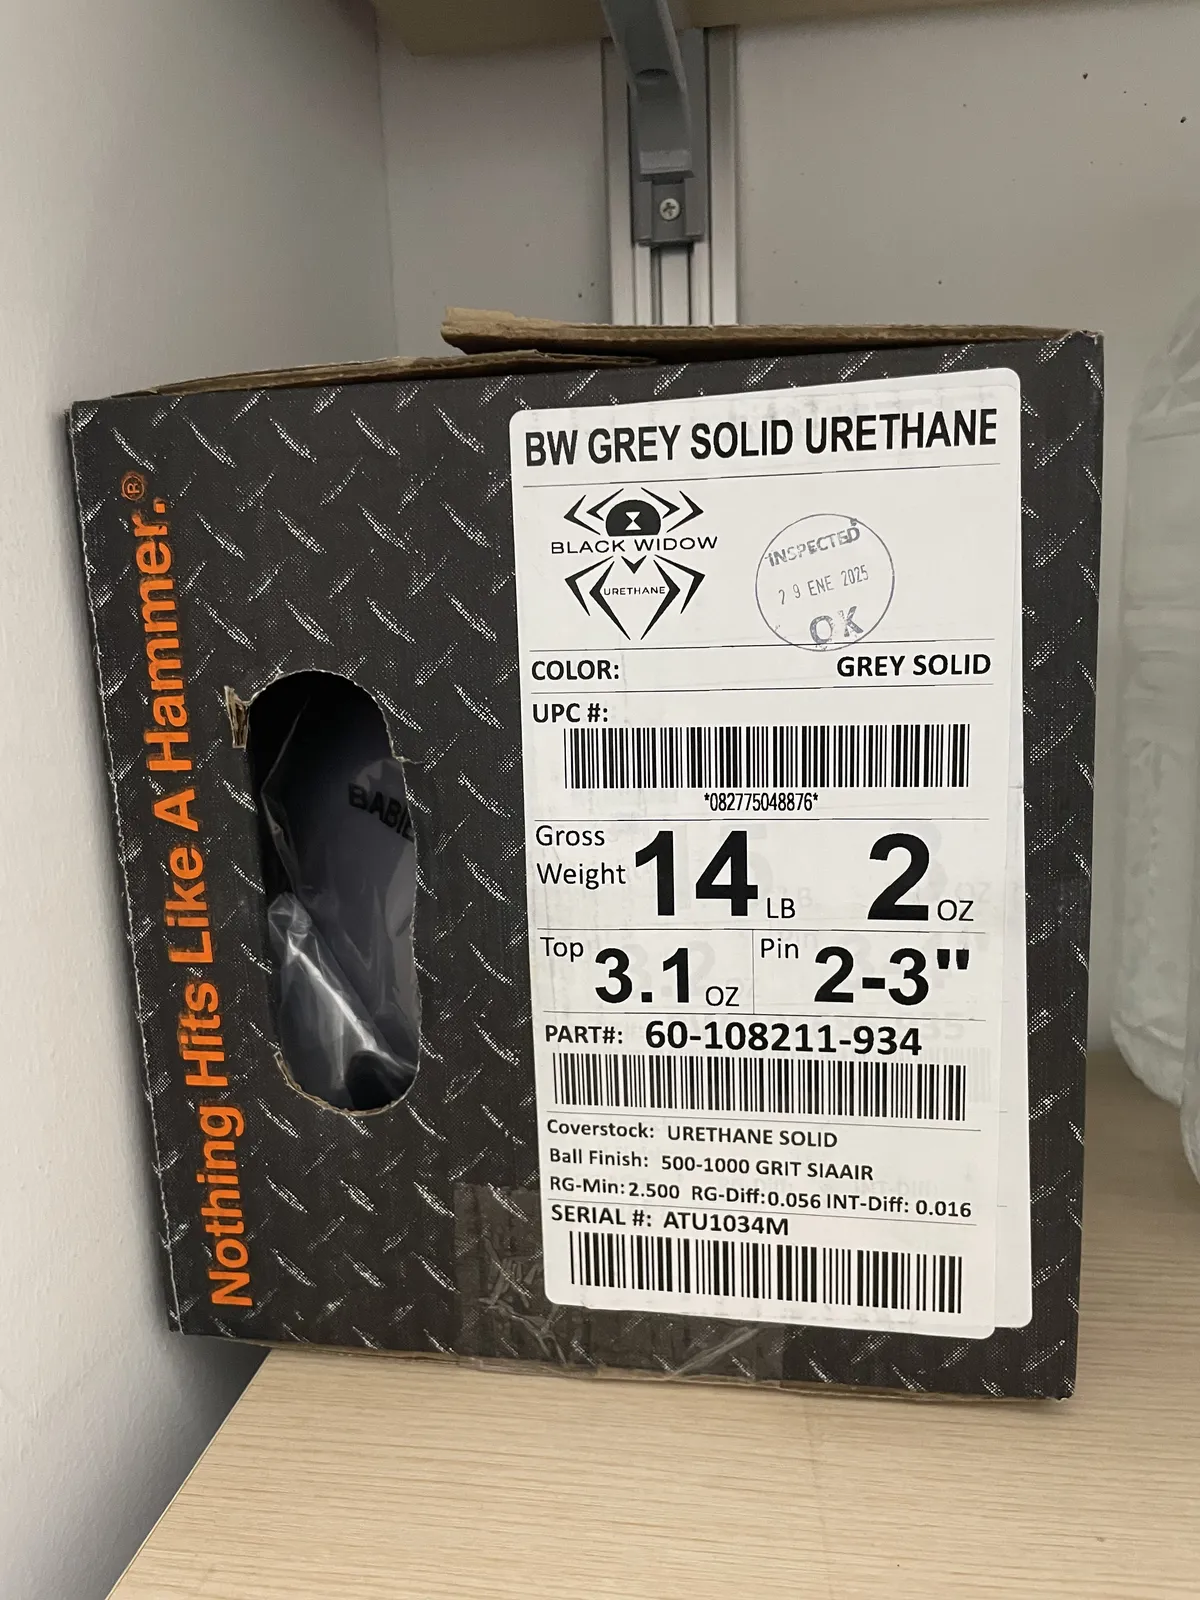 Nothing Hits Like A Hammer.®
BABIE
BW GREY SOLID URETHANE
BLACK WIDOW
URETHANE
INSPECTED
29 ENE 2025
OK
COLOR: GREY SOLID
UPC #:
*082775048876*
Gross Weight 14 LB 2 OZ
Top 3.1 OZ Pin 2-3"
PART#: 60-108211-934
Coverstock: URETHANE SOLID
Ball Finish: 500-1000 GRIT SIAAIR
RG-Min: 2.500 RG-Diff: 0.056 INT-Diff: 0.016
SERIAL #: ATU1034M